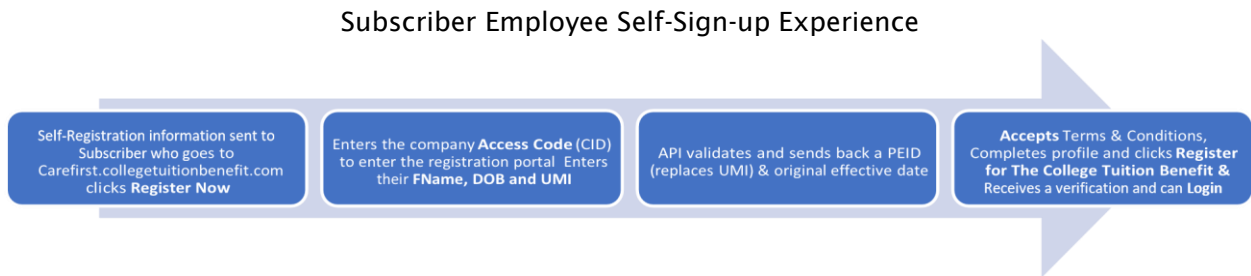 Subscriber Employee Self-Sign-up Experience
Self-Registration information sent to
Subscriber who goes to
Carefirst.collegetuitionbenefit.com
clicks Register Now
Enters the company Access Code (CID)
to enter the registration portal Enters
their FName, DOB and UMI
API validates and sends back a PEID
(replaces UMI) & original effective date
Accepts Terms & Conditions,
Completes profile and clicks Register
for The College Tuition Benefit &
Receives a verification and can Login